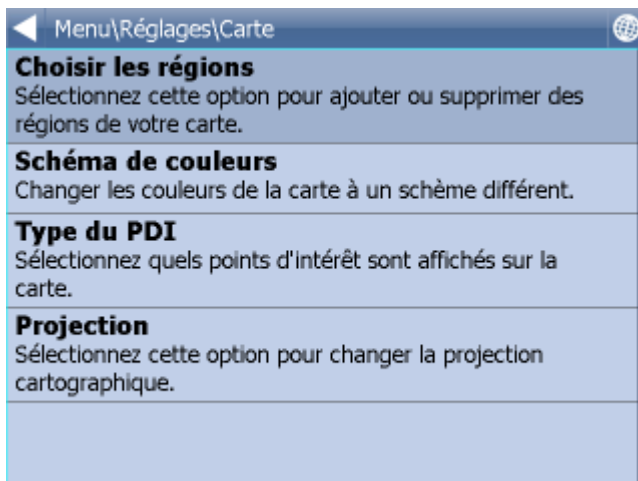 Menu\Réglages\Carte
Choisir les régions
Sélectionnez cette option pour ajouter ou supprimer des
régions de votre carte.
Schéma de couleurs
Changer les couleurs de la carte à un schème différent.
Type du PDI
Sélectionnez quels points d'intérêt sont affichés sur la
carte.
Projection
Sélectionnez cette option pour changer la projection
cartographique.